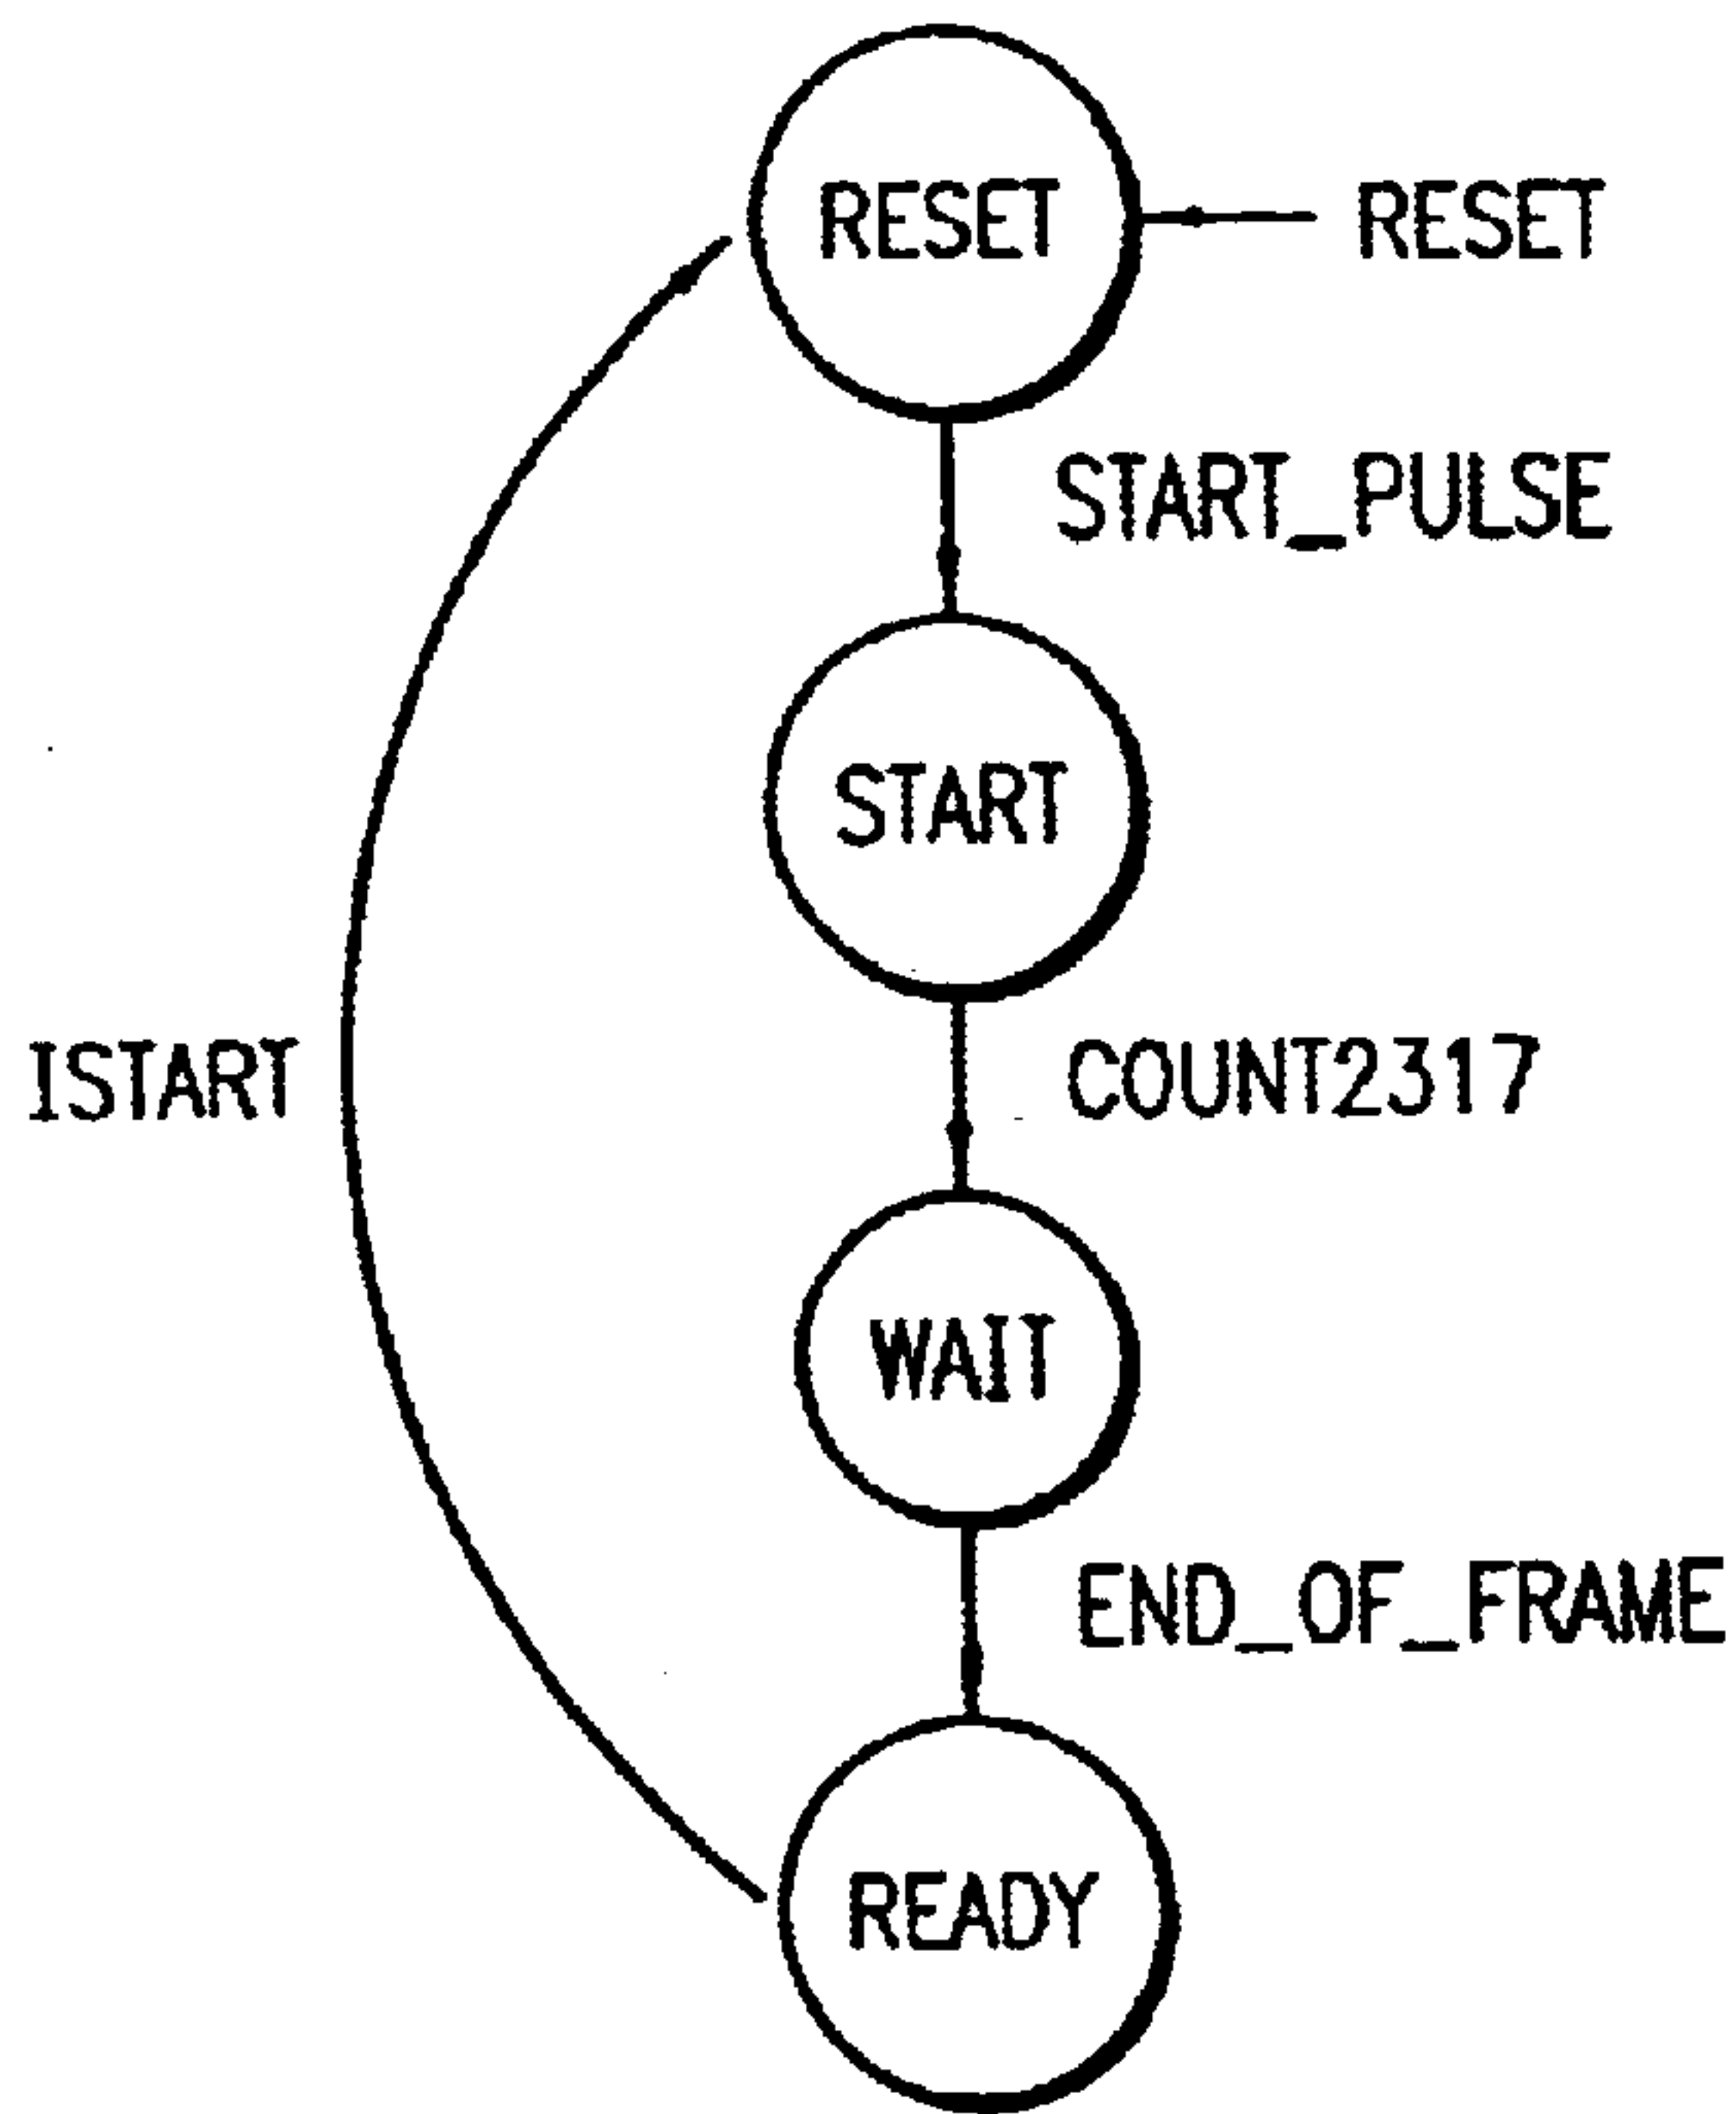 RESET
RESET
START_PULSE
START
ISTART
COUNT2317
WAIT
END_OF_FRAME
READY